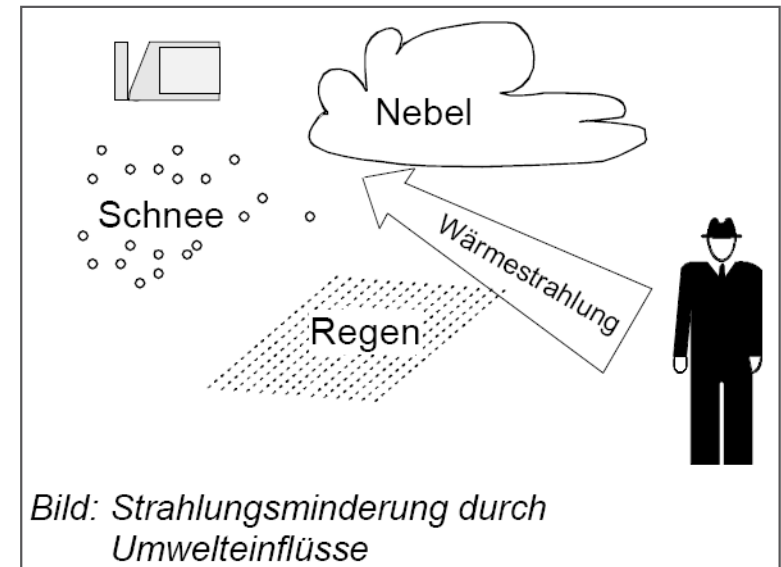 Nebel
Schnee
Wärmestrahlung
Regen
Bild: Strahlungsminderung durch
Umwelteinflüsse